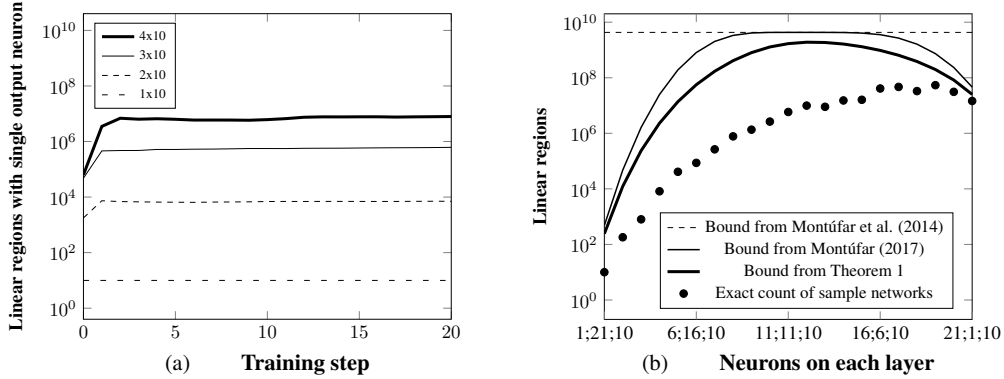 Linear regions with single output neuron
10^10
10^8
10^6
10^4
10^2
10^0
4x10
3x10
2x10
1x10
0
5
10
15
20
(a) Training step
Linear regions
10^10
10^8
10^6
10^4
10^2
10^0
Bound from Montúfar et al. (2014)
Bound from Montúfar (2017)
Bound from Theorem 1
Exact count of sample networks
1;21;10
6;16;10
11;11;10
16;6;10
21;1;10
(b) Neurons on each layer